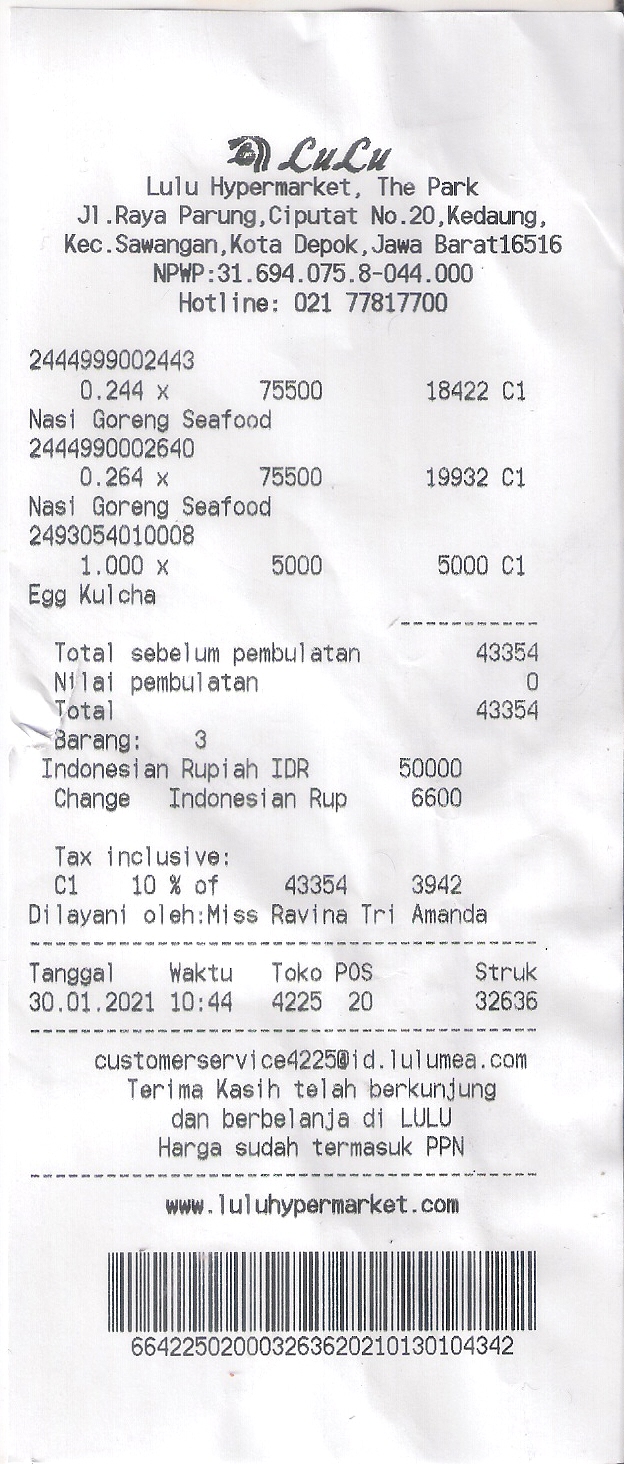 LuLu
Lulu Hypermarket, The Park
Jl.Raya Parung,Ciputat No.20,Kedaung,
Kec.Sawangan,Kota Depok,Jawa Barat16516
NPWP:31.694.075.8-044.000
Hotline: 021 77817700
2444999002443
0.244 x 75500 18422 C1
Nasi Goreng Seafood
2444990002640
0.264 x 75500 19932 C1
Nasi Goreng Seafood
2493054010008
1.000 x 5000 5000 C1
Egg Kulcha
Total sebelum pembulatan 43354
Nilai pembulatan 0
Total 43354
Barang: 3
Indonesian Rupiah IDR 50000
Change Indonesian Rup 6600
Tax inclusive:
C1 10 % of 43354 3942
Dilayani oleh:Miss Ravina Tri Amanda
Tanggal Waktu Toko POS Struk
30.01.2021 10:44 4225 20 32636
customerservice4225@id.lulumea.com
Terima Kasih telah berkunjung
dan berbelanja di LULU
Harga sudah termasuk PPN
www.luluhypermarket.com
664225020003263620210130104342